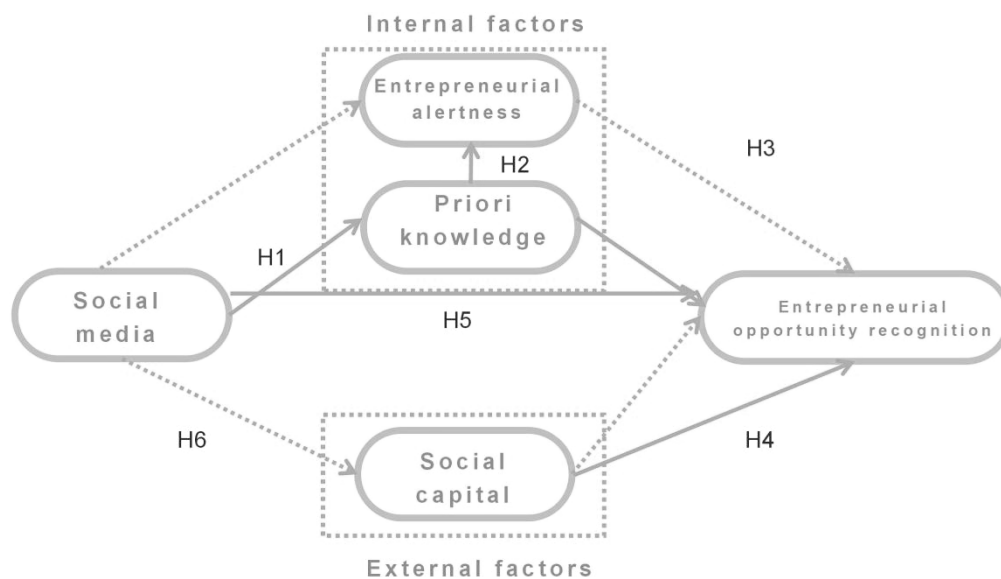 Internal factors
Entrepreneurial
alertness
H3
H2
Priori
knowledge
H1
Social
media
H5
Entrepreneurial
opportunity recognition
H6
Social
capital
H4
External factors